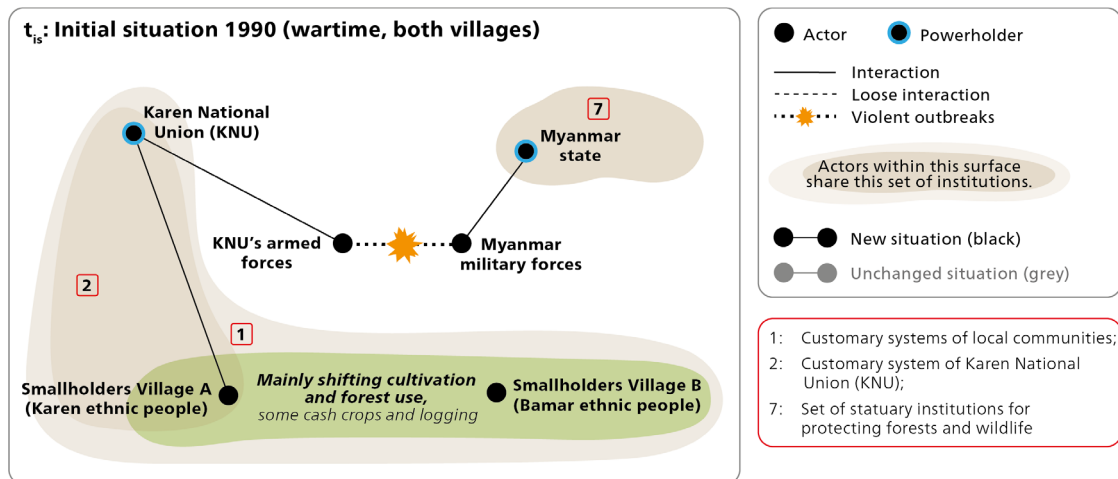 t_is: Initial situation 1990 (wartime, both villages)
Karen National
Union (KNU)
7
Myanmar
state
KNU's armed
forces
Myanmar
military forces
2
1
Smallholders Village A
(Karen ethnic people)
Mainly shifting cultivation
and forest use,
some cash crops and logging
Smallholders Village B
(Bamar ethnic people)
Actor
Powerholder
Interaction
Loose interaction
Violent outbreaks
Actors within this surface
share this set of institutions.
New situation (black)
Unchanged situation (grey)
1: Customary systems of local communities;
2: Customary system of Karen National
Union (KNU);
7: Set of statuary institutions for
protecting forests and wildlife